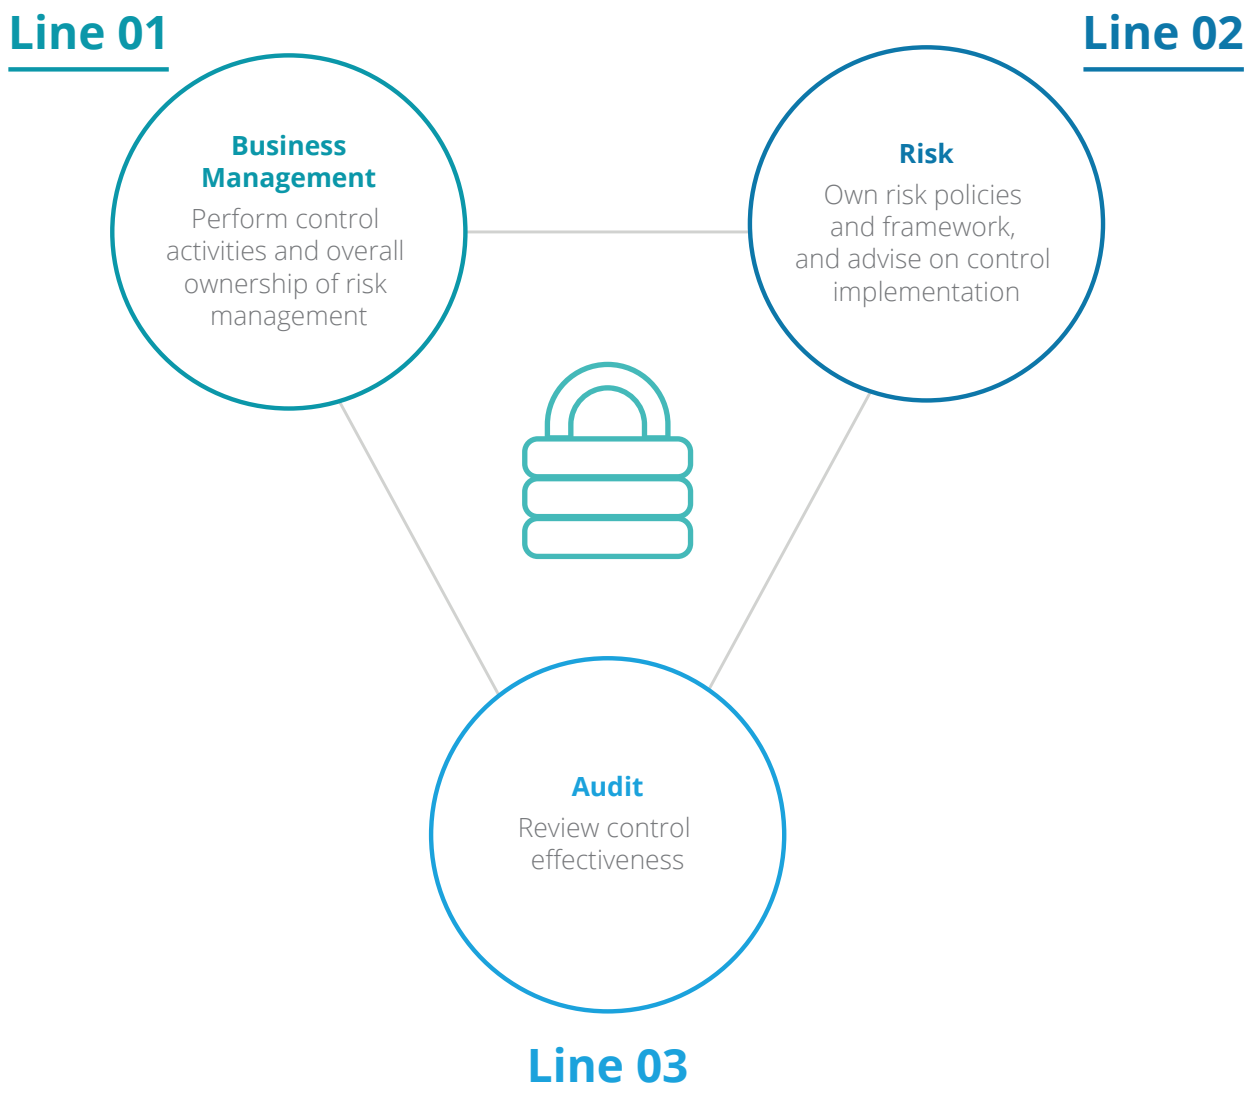 Line 01
Business
Management
Perform control
activities and overall
ownership of risk
management
Line 02
Risk
Own risk policies
and framework,
and advise on control
implementation
Audit
Review control
effectiveness
Line 03